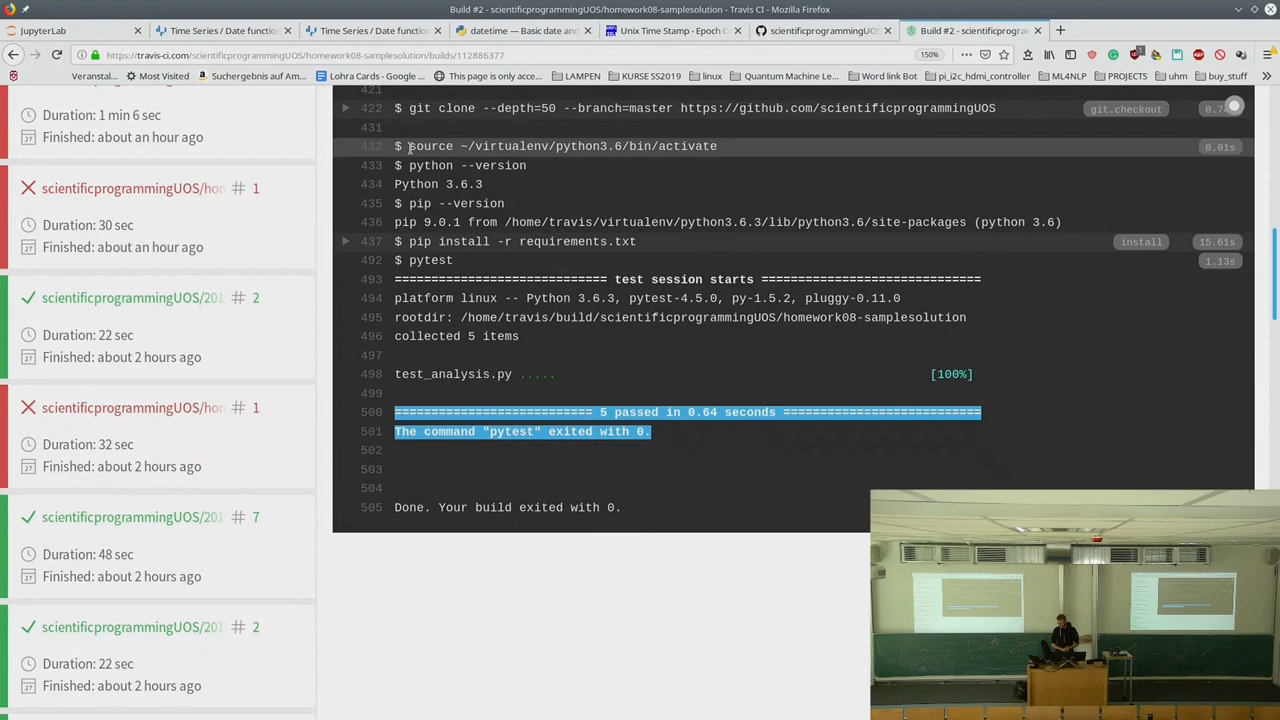 Build #2 - scientificprogrammingUOS/homework08-samplesolution - Travis CI - Mozilla Firefox
JupyterLab
Time Series / Date functio
Time Series / Date functio
datetime — Basic date and
Unix Time Stamp - Epoch C
scientificprogrammingUOS/
Build #2 - scientificprogram
https://travis-ci.com/scientificprogrammingUOS/homework08-samplesolution/builds/112886377
150%
Veranstal...
Most Visited
Suchergebnis auf Am...
Lohra Cards - Google ...
This page is only acce...
LAMPEN
KURSE SS2019
linux
Quantum Machine Le...
Word link bot
pi_i2c_hdmi_controller
ML4NLP
PROJECTS
uhm
buy_stuff
Duration: 1 min 6 sec
Finished: about an hour ago
scientificprogrammingUOS/hor # 1
Duration: 30 sec
Finished: about an hour ago
scientificprogrammingUOS/201 # 2
Duration: 22 sec
Finished: about 2 hours ago
scientificprogrammingUOS/hor # 1
Duration: 32 sec
Finished: about 2 hours ago
scientificprogrammingUOS/201 # 7
Duration: 48 sec
Finished: about 2 hours ago
scientificprogrammingUOS/201 # 2
Duration: 22 sec
Finished: about 2 hours ago
421
422 $ git clone --depth=50 --branch=master https://github.com/scientificprogrammingUOS git.checkout
431
432 $ source ~/virtualenv/python3.6/bin/activate 0.01s
433 $ python --version
434 Python 3.6.3
435 $ pip --version
436 pip 9.0.1 from /home/travis/virtualenv/python3.6.3/lib/python3.6/site-packages (python 3.6)
437 $ pip install -r requirements.txt install 15.61s
492 $ pytest 1.13s
493 ============================= test session starts ==============================
494 platform linux -- Python 3.6.3, pytest-4.5.0, py-1.5.2, pluggy-0.11.0
495 rootdir: /home/travis/build/scientificprogrammingUOS/homework08-samplesolution
496 collected 5 items
497
498 test_analysis.py ..... [100%]
499
500 =========================== 5 passed in 0.64 seconds ===========================
501 The command "pytest" exited with 0.
502
503
504
505 Done. Your build exited with 0.